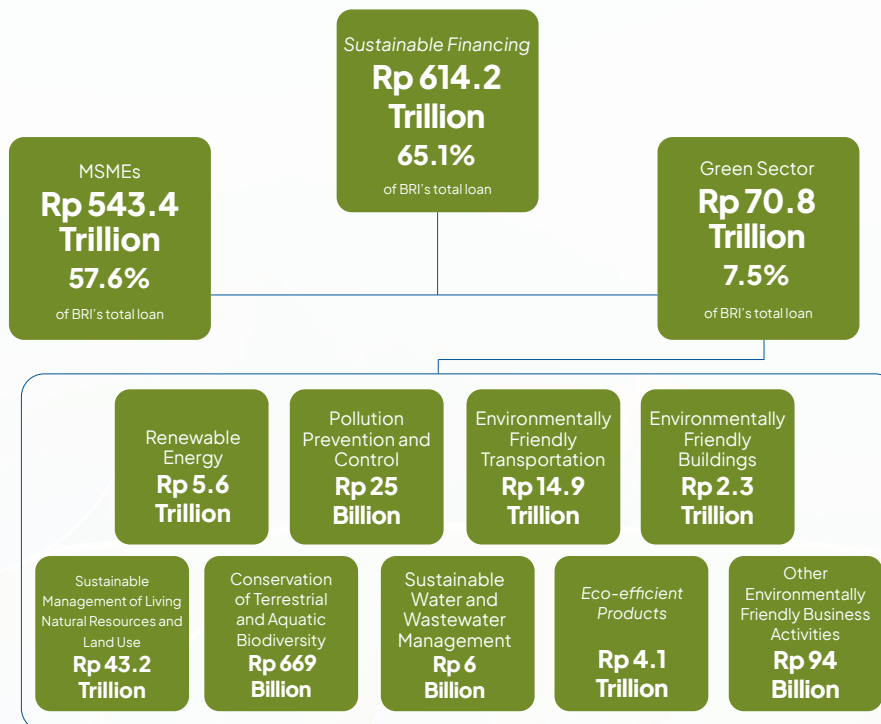 Sustainable Financing
Rp 614.2
Trillion
65.1%
of BRI's total loan
MSMEs
Rp 543.4
Trillion
57.6%
of BRI's total loan
Green Sector
Rp 70.8
Trillion
7.5%
of BRI's total loan
Renewable
Energy
Rp 5.6
Trillion
Pollution
Prevention and
Control
Rp 25
Billion
Environmentally
Friendly
Transportation
Rp 14.9
Trillion
Environmentally
Friendly
Buildings
Rp 2.3
Trillion
Sustainable
Management of Living
Natural Resources and
Land Use
Rp 43.2
Trillion
Conservation
of Terrestrial
and Aquatic
Biodiversity
Rp 669
Billion
Sustainable
Water and
Wastewater
Management
Rp 6
Billion
Eco-efficient
Products
Rp 4.1
Trillion
Other
Environmentally
Friendly Business
Activities
Rp 94
Billion